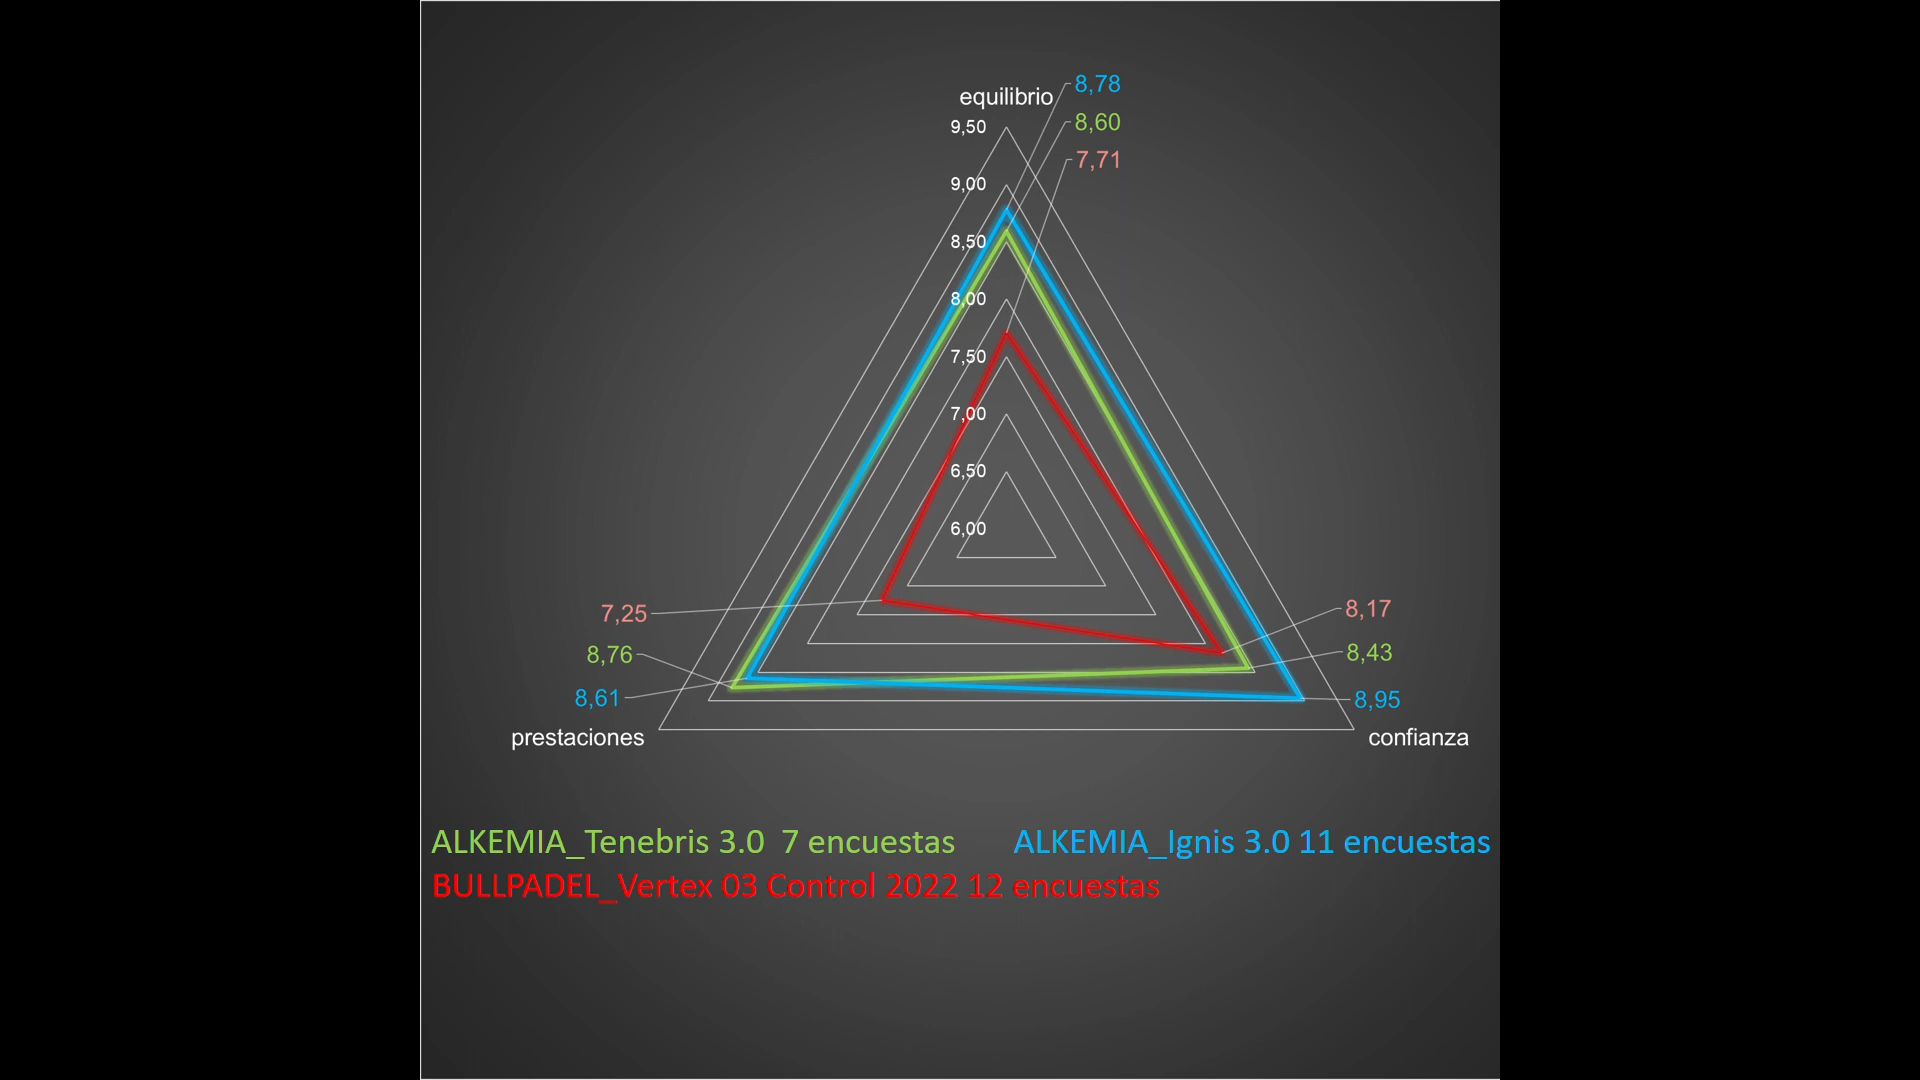 8,78
equilibrio
8,60
9,50
7,71
9,00
8,50
8,00
7,50
7,00
6,50
6,00
7,25
8,17
8,76
8,43
8,61
8,95
prestaciones
confianza
ALKEMIA_Tenebris 3.0  7 encuestas
ALKEMIA_Ignis 3.0 11 encuestas
BULLPADEL_Vertex 03 Control 2022 12 encuestas